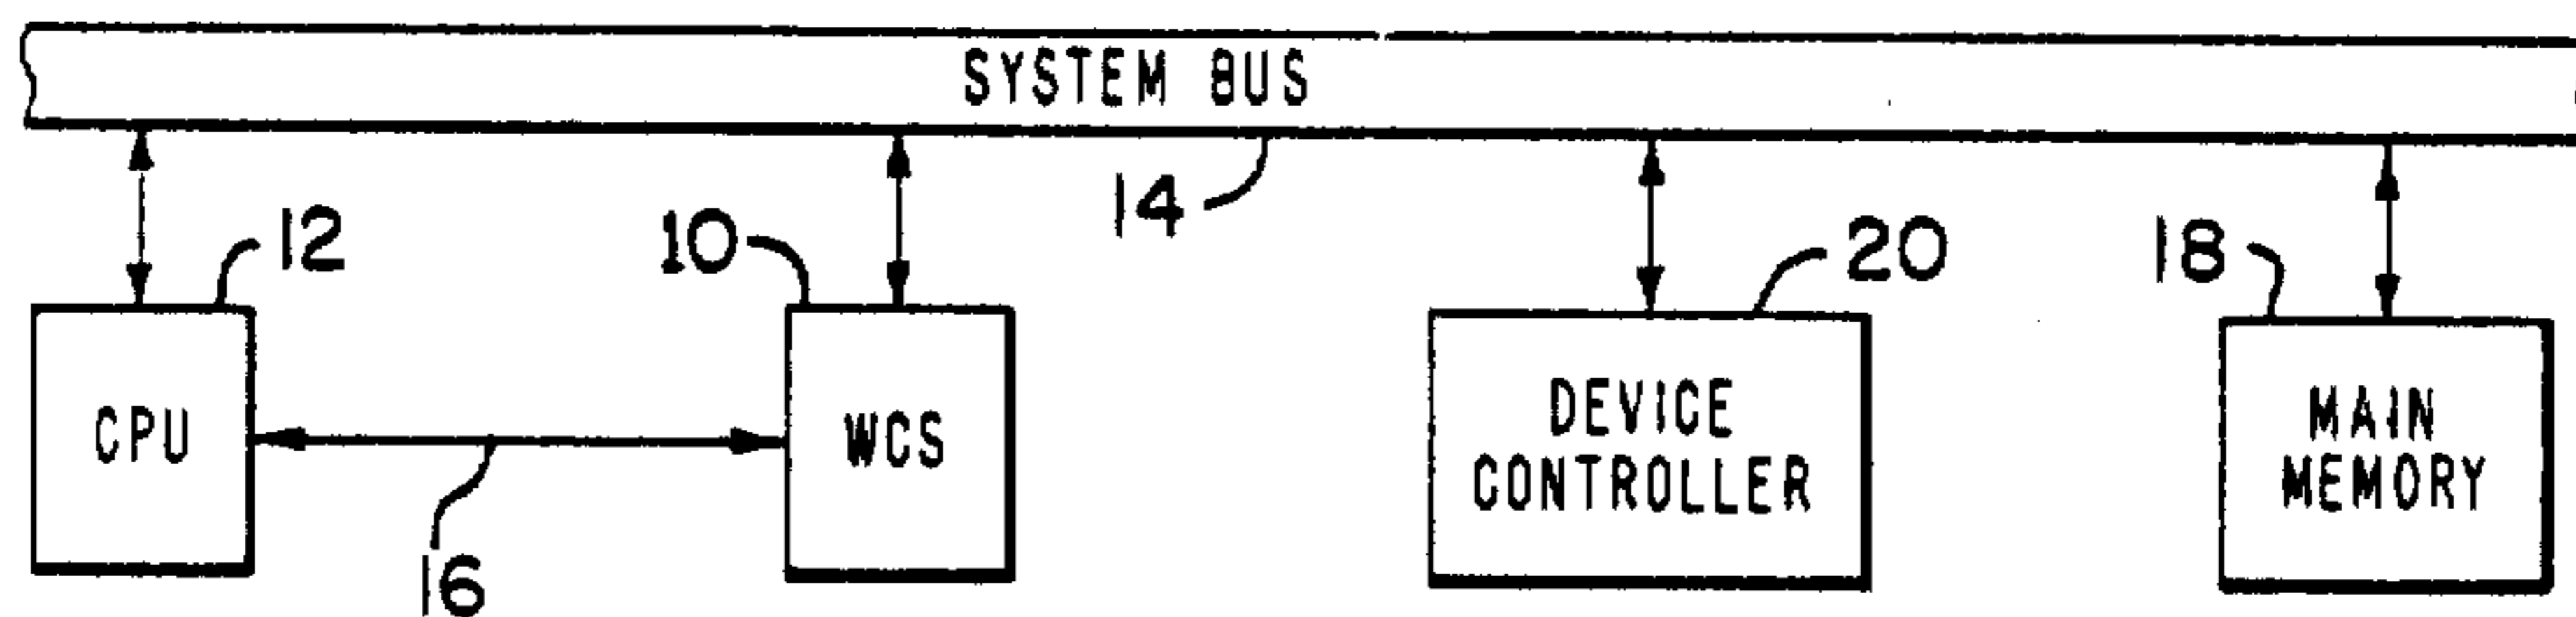 SYSTEM BUS
14
12
10
20
18
CPU
WCS
DEVICE
CONTROLLER
MAIN
MEMORY
16